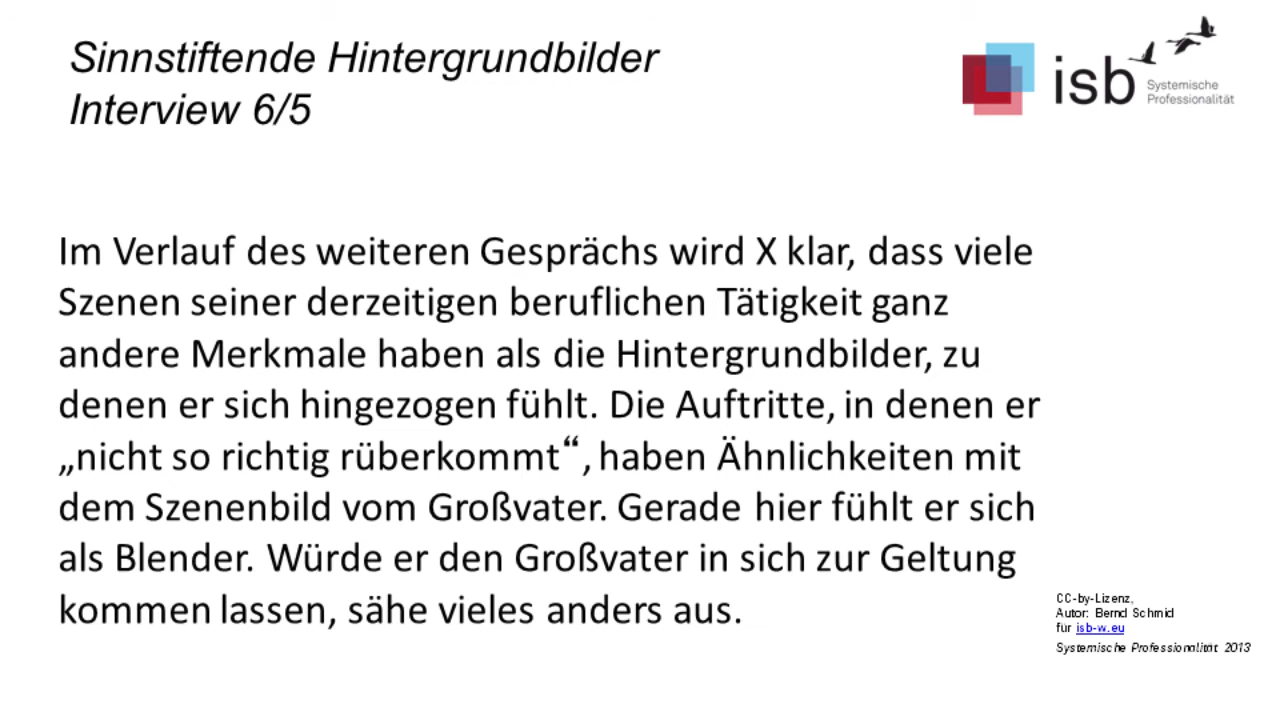 Sinnstiftende Hintergrundbilder
Interview 6/5
isb
Systemische
Professionalität
Im Verlauf des weiteren Gesprächs wird X klar, dass viele
Szenen seiner derzeitigen beruflichen Tätigkeit ganz
andere Merkmale haben als die Hintergrundbilder, zu
denen er sich hingezogen fühlt. Die Auftritte, in denen er
„nicht so richtig rüberkommt“, haben Ähnlichkeiten mit
dem Szenenbild vom Großvater. Gerade hier fühlt er sich
als Blender. Würde er den Großvater in sich zur Geltung
kommen lassen, sähe vieles anders aus.
CC-by-Lizenz,
Autor: Bernd Schmid
für isb-w.eu
Systemische Professionalität 2013